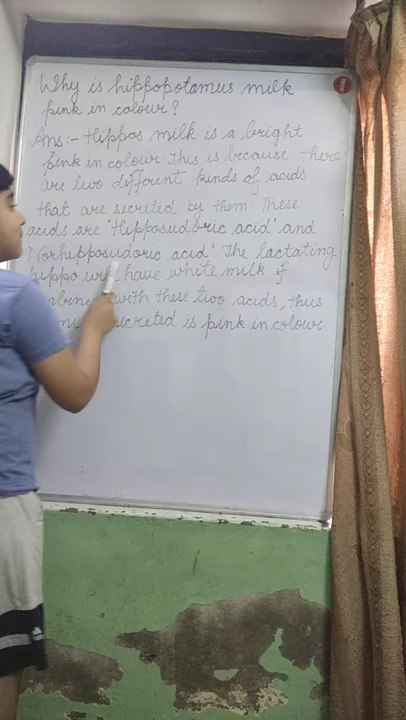 Why is hippopotamus milk
pink in colour?
Ans:- Hippos milk is a bright
pink in colour. This is because There
are two different kinds of acids
that are secreted by them. These
acids are 'Hipposudoric acid' and
Norhipposudoric acid' The lactating
hippo will have white milk if
with these two acids, thus
secreted is pink in colour.